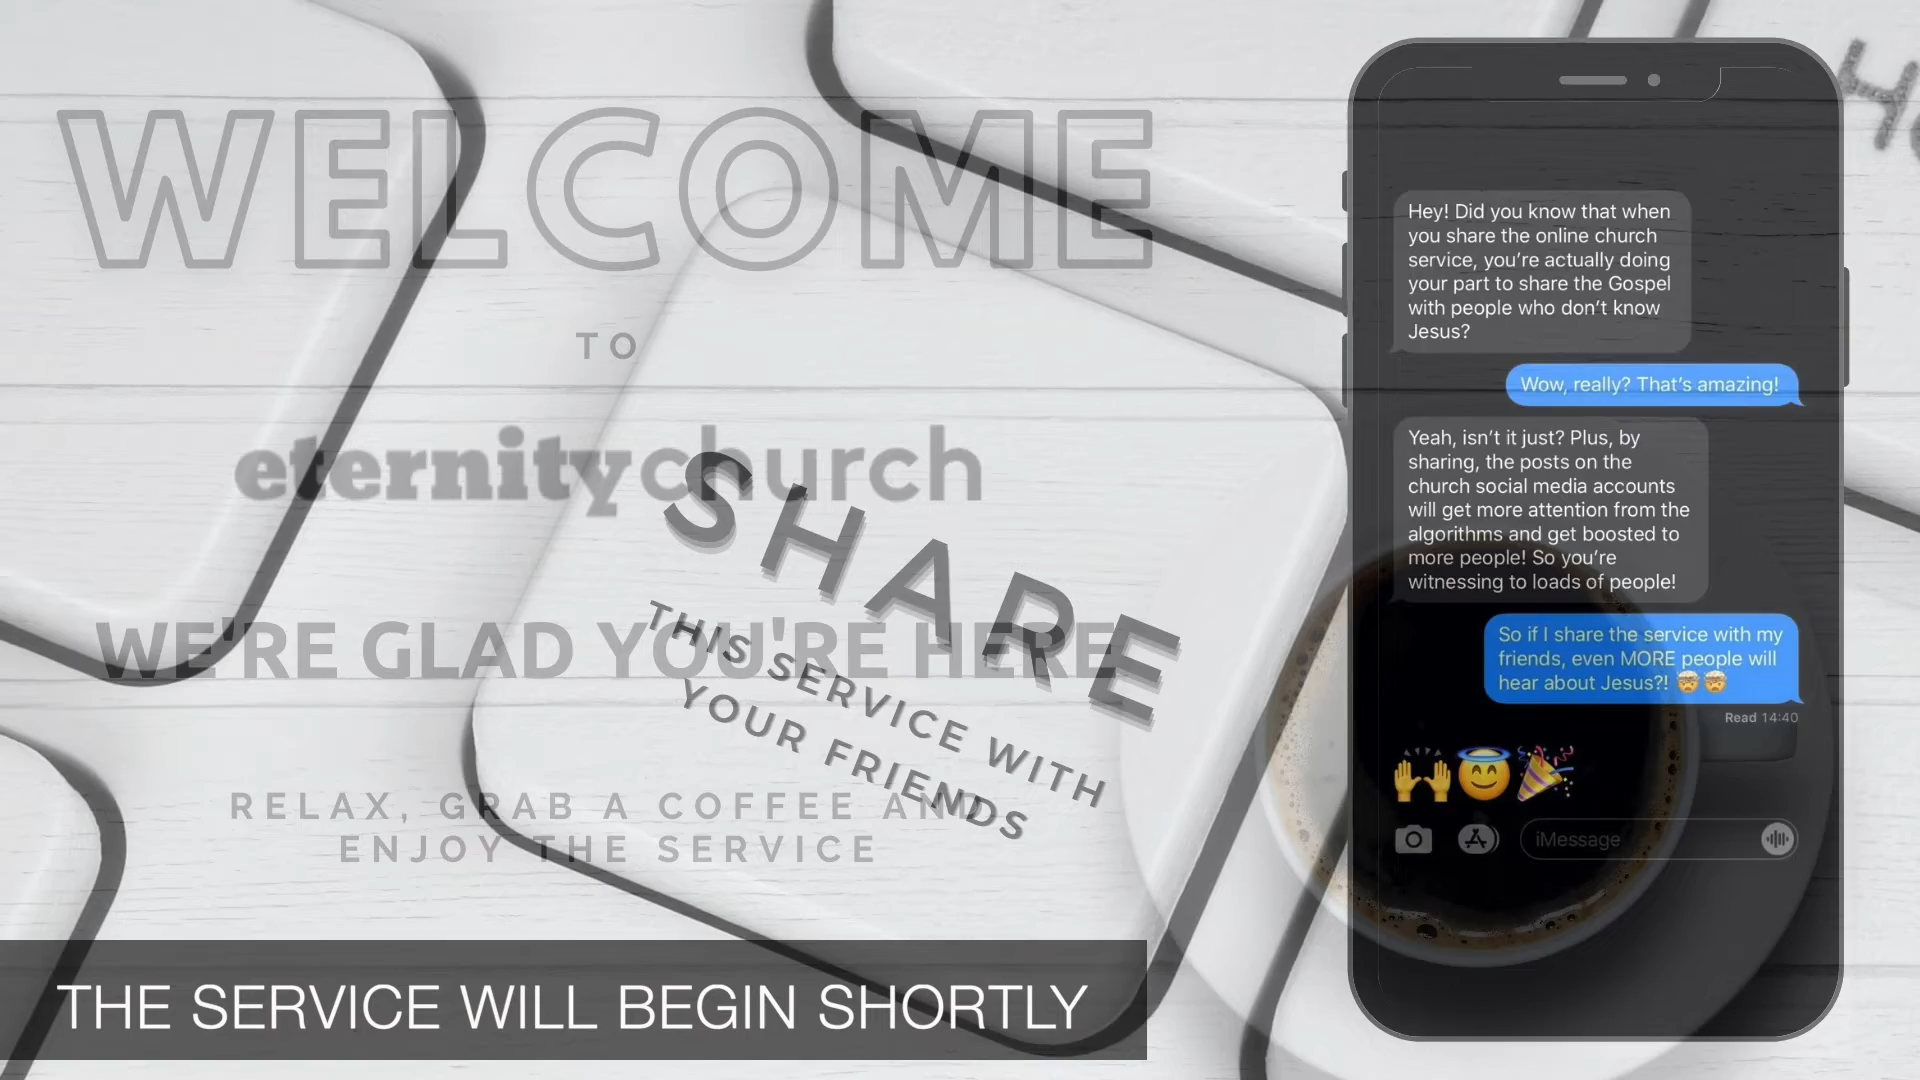 WELCOME
TO
eternitychurch
WE'RE GLAD YOU'RE HERE
RELAX, GRAB A COFFEE AND
ENJOY THE SERVICE
SHARE
THIS SERVICE WITH
YOUR FRIENDS
THE SERVICE WILL BEGIN SHORTLY
Hey! Did you know that when
you share the online church
service, you’re actually doing
your part to share the Gospel
with people who don’t know
Jesus?
Wow, really? That’s amazing!
Yeah, isn’t it just? Plus, by
sharing, the posts on the
church social media accounts
will get more attention from the
algorithms and get boosted to
more people! So you’re
witnessing to loads of people!
So if I share the service with my
friends, even MORE people will
hear about Jesus?! 🤯🤯
Read 14:40
🙌😇🎉
iMessage